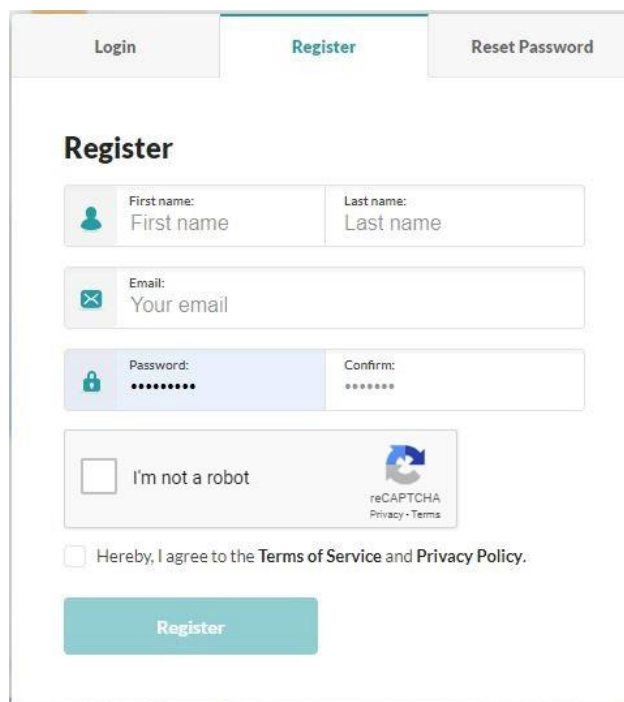 Login Register Reset Password
Register
First name: Last name:
First name Last name
Email:
Your email
Password: Confirm:
••••••••• •••••••
I'm not a robot
reCAPTCHA
Privacy - Terms
Hereby, I agree to the Terms of Service and Privacy Policy.
Register